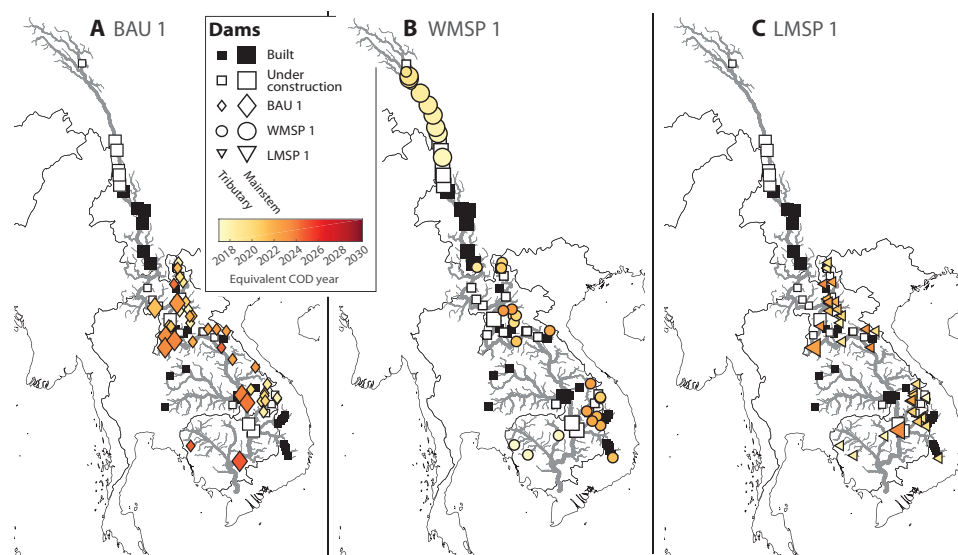 A BAU 1
B WMSP 1
C LMSP 1
Dams
Built
Under
construction
BAU 1
WMSP 1
LMSP 1
Tributary
Mainstem
2018 2020 2022 2024 2026 2028 2030
Equivalent COD year